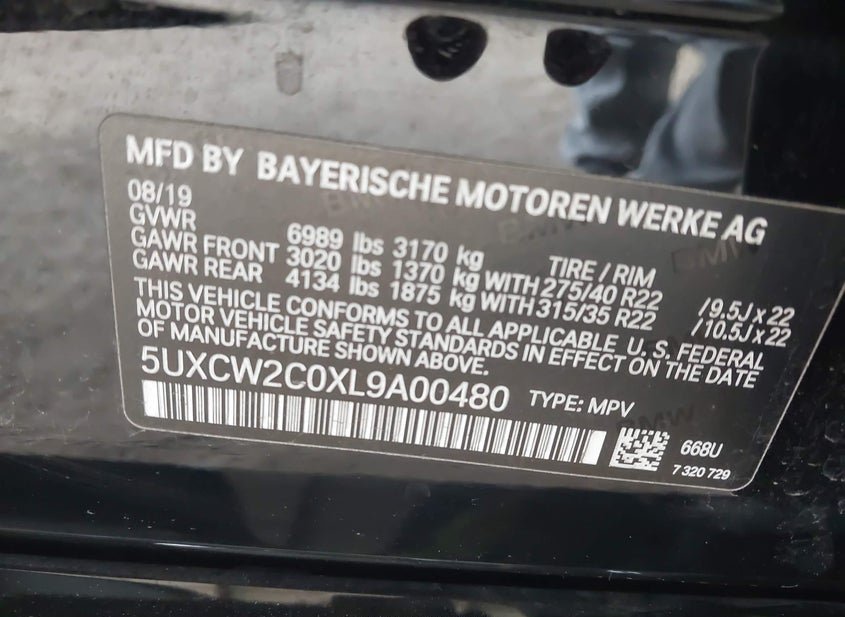 MFD BY BAYERISCHE MOTOREN WERKE AG
08/19
GVWR 6989 lbs 3170 kg TIRE / RIM
GAWR FRONT 3020 lbs 1370 kg WITH 275/40 R22 /9.5J x 22
GAWR REAR 4134 lbs 1875 kg WITH 315/35 R22 /10.5J x 22
THIS VEHICLE CONFORMS TO ALL APPLICABLE U. S. FEDERAL
MOTOR VEHICLE SAFETY STANDARDS IN EFFECT ON THE DATE
OF MANUFACTURE SHOWN ABOVE.
5UXCW2C0XL9A00480 TYPE: MPV
668U
7 320 729